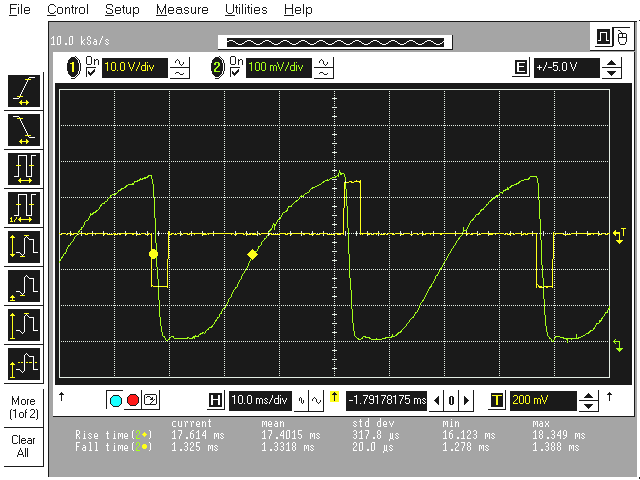 File Control Setup Measure Utilities Help
10.0 kSa/s
1 On 10.0 V/div 2 On 100 mV/div E +/-5.0 V
1/
T
More
(1of 2)
Clear
All
H 10.0 ms/div T -1.79178175 ms 0 T 200 mV
current mean std dev min max
Rise time(2◆) 17.614 ms 17.4015 ms 317.8 µs 16.123 ms 18.349 ms
Fall time(2●) 1.325 ms 1.3318 ms 20.0 µs 1.278 ms 1.388 ms